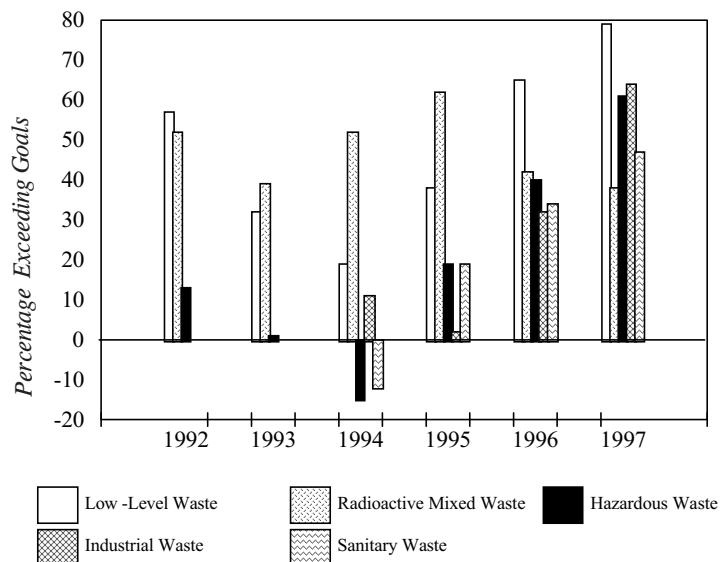 80
70
60
50
40
30
20
10
0
-10
-20
Percentage Exceeding Goals
1992 1993 1994 1995 1996 1997
Low -Level Waste Radioactive Mixed Waste Hazardous Waste
Industrial Waste Sanitary Waste